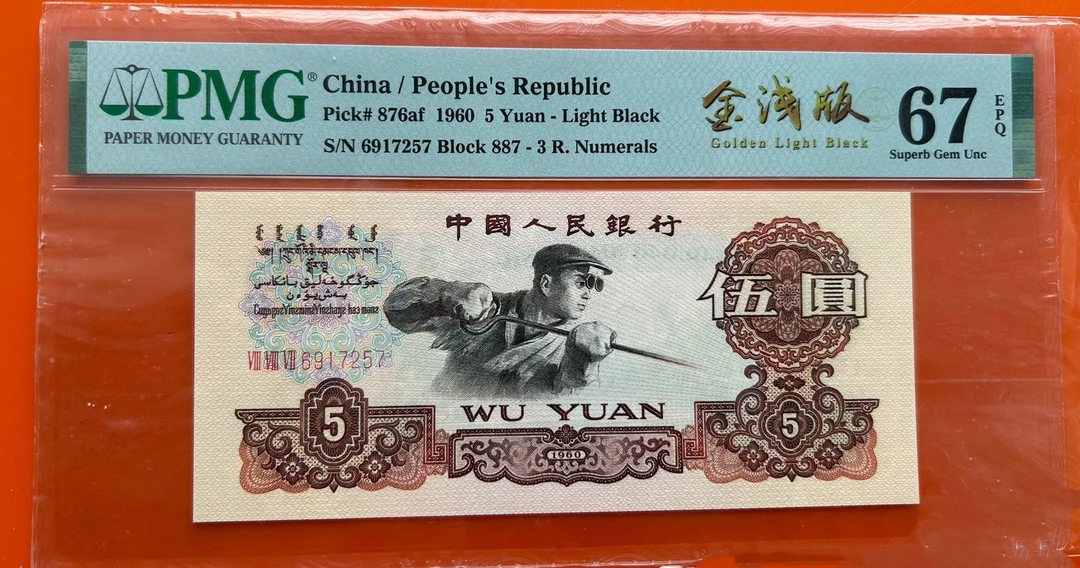 PMG®
PAPER MONEY GUARANTY
China / People's Republic
Pick# 876af 1960 5 Yuan - Light Black
S/N 6917257 Block 887 - 3 R. Numerals
金浅版
Golden Light Black
67
EPQ
Superb Gem Unc
中國人民銀行
伍圓
VIII VIII VII 6917257
WU YUAN
5
5
1960